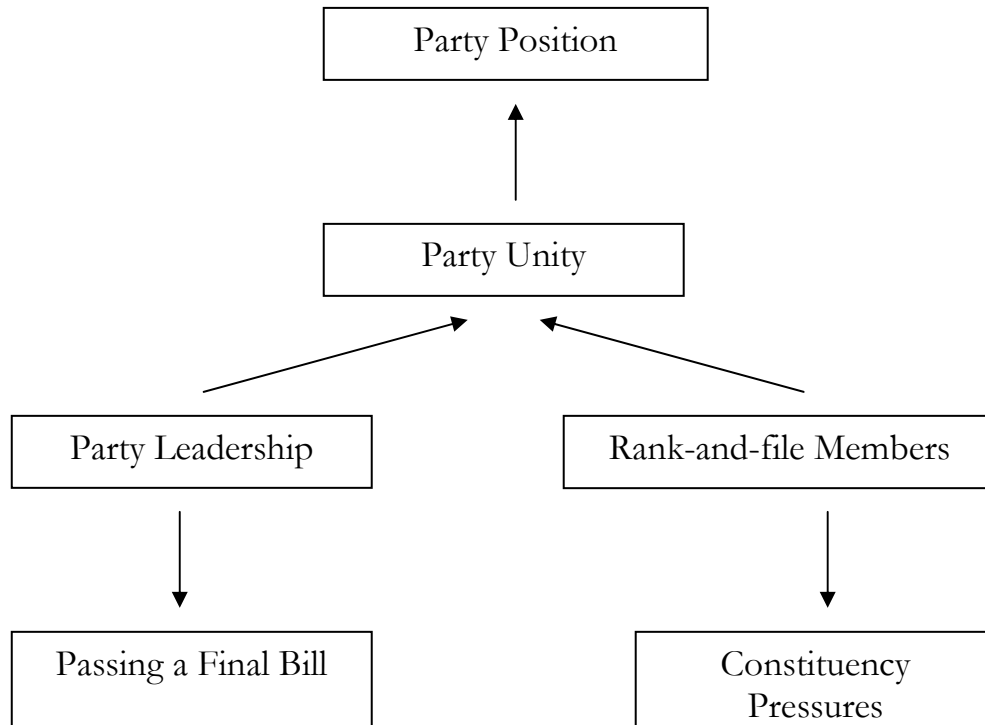 Party Position
Party Unity
Party Leadership
Rank-and-file Members
Passing a Final Bill
Constituency
Pressures